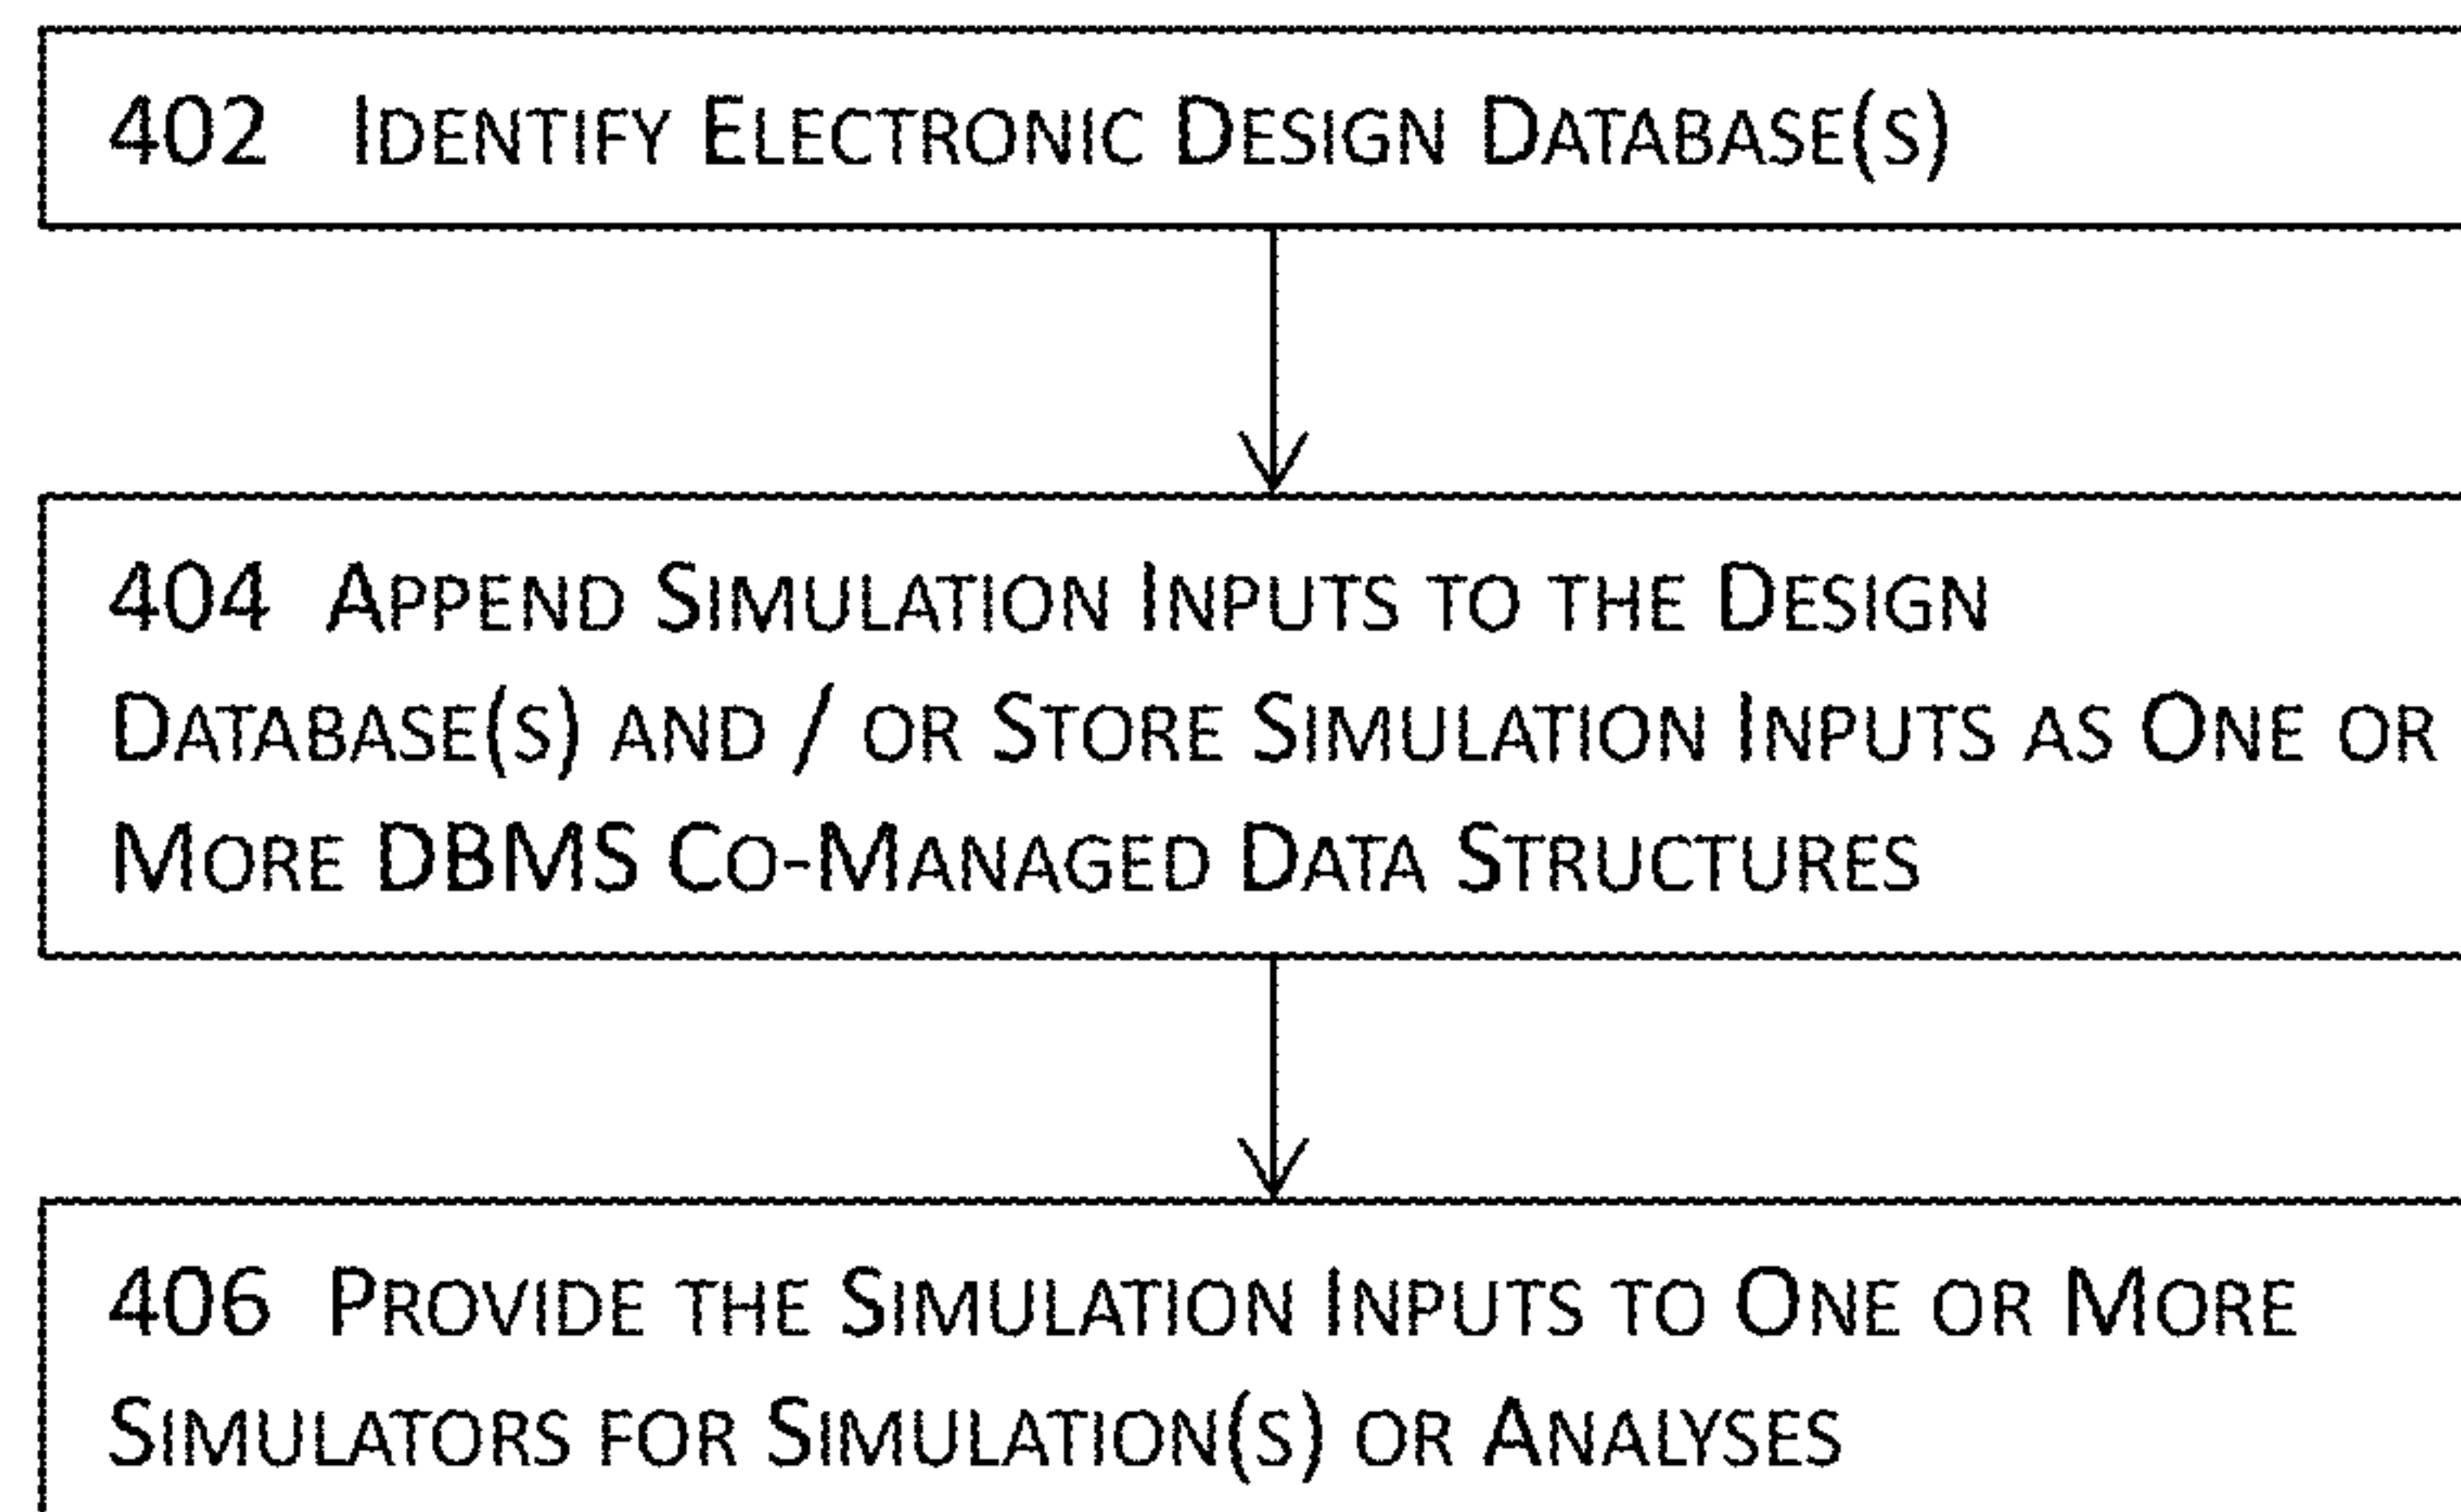 402 Identify Electronic Design Database(s)
404 Append Simulation Inputs to the Design
Database(s) and / or Store Simulation Inputs as One or
More DBMS Co-Managed Data Structures
406 Provide the Simulation Inputs to One or More
Simulators for Simulation(s) or Analyses